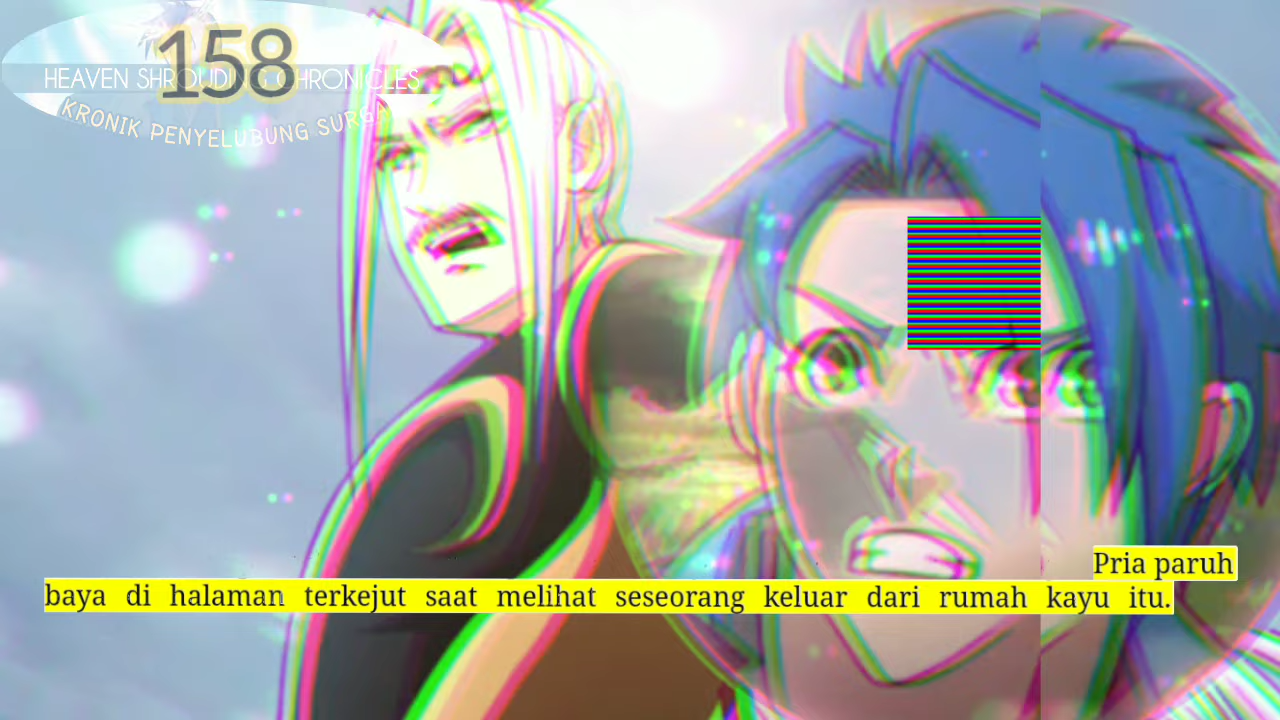 158
HEAVEN SHROUDING CHRONICLES
KRONIK PENYELUBUNG SURGA
Pria paruh
baya di halaman terkejut saat melihat seseorang keluar dari rumah kayu itu.